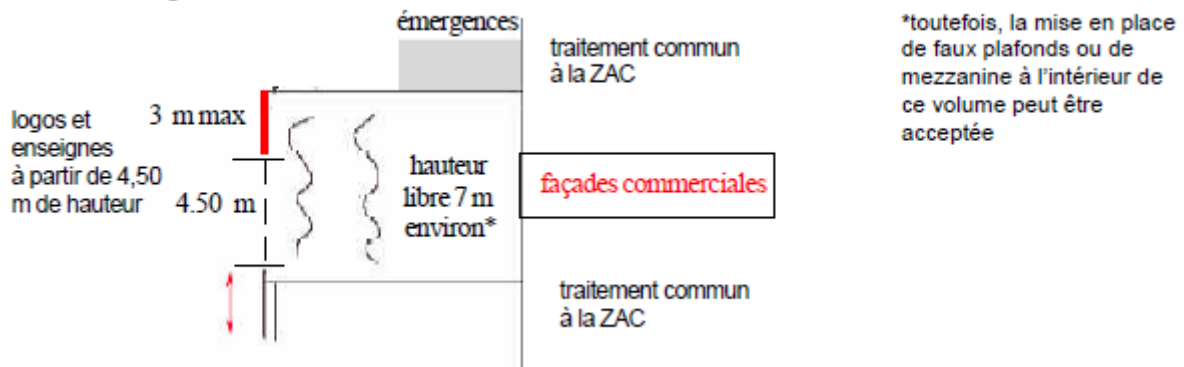 émergences
traitement commun
à la ZAC
*toutefois, la mise en place
de faux plafonds ou de
mezzanine à l'intérieur de
ce volume peut être
acceptée
logos et
enseignes
à partir de 4,50
m de hauteur
3 m max
4.50 m
hauteur
libre 7 m
environ*
façades commerciales
traitement commun
à la ZAC